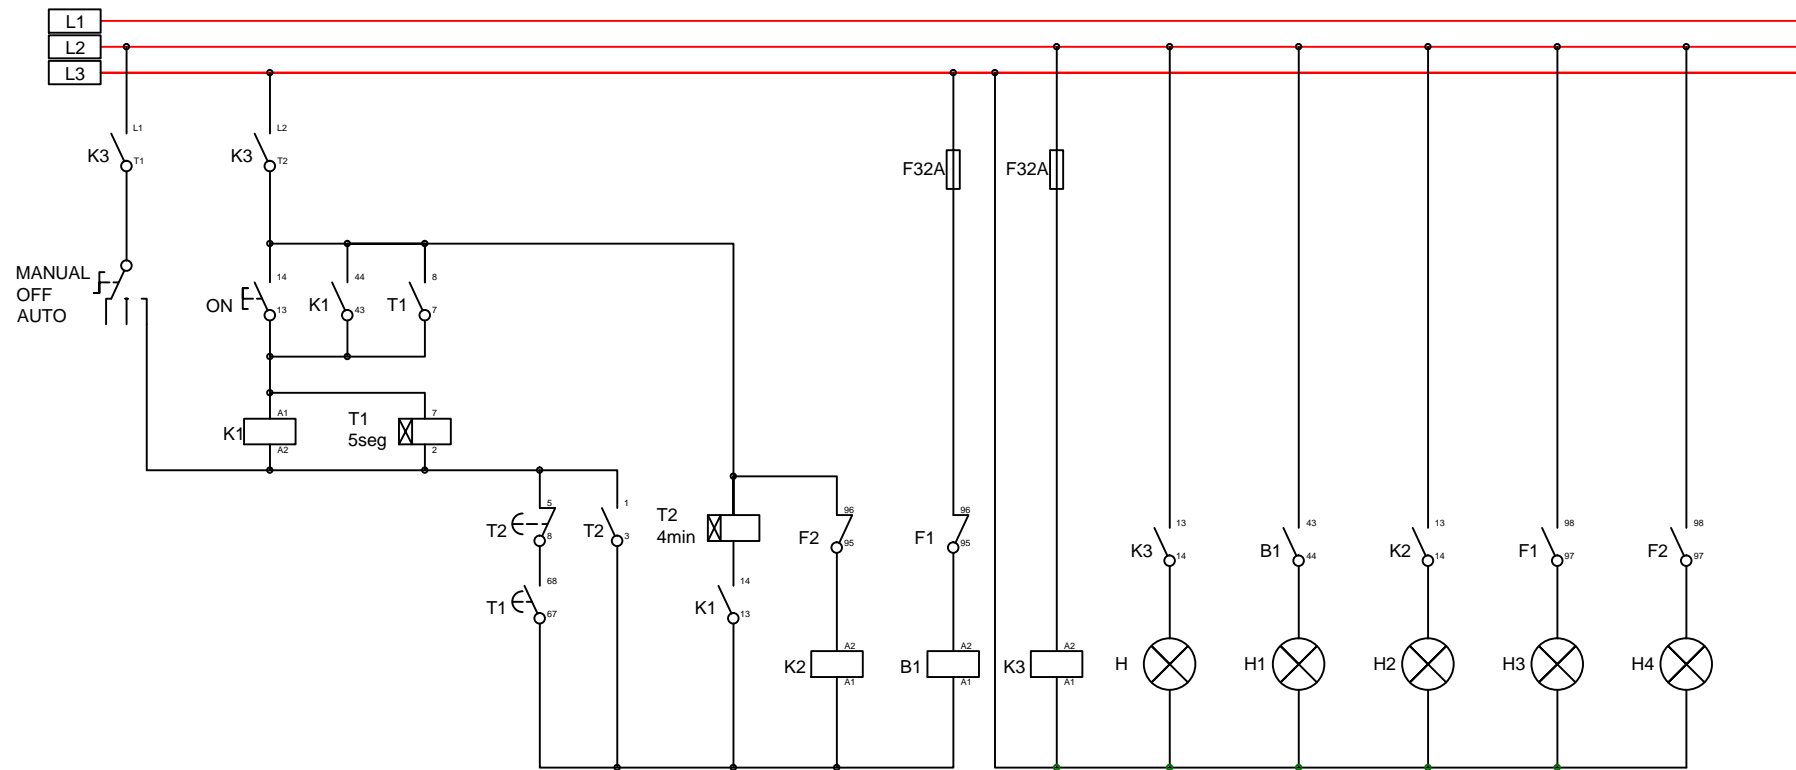 L1
L2
L3
L1
K3
T1
L2
K3
T2
F32A
F32A
MANUAL
OFF
AUTO
14
ON
13
44
K1
43
8
T1
7
A1
K1
A2
T1
5seg
7
2
5
T2
8
68
T1
67
1
T2
3
T2
4min
14
K1
13
96
F2
95
A2
K2
A1
96
F1
95
A2
B1
A1
A2
K3
A1
13
K3
14
H
43
B1
44
H1
13
K2
14
H2
98
F1
97
H3
98
F2
97
H4